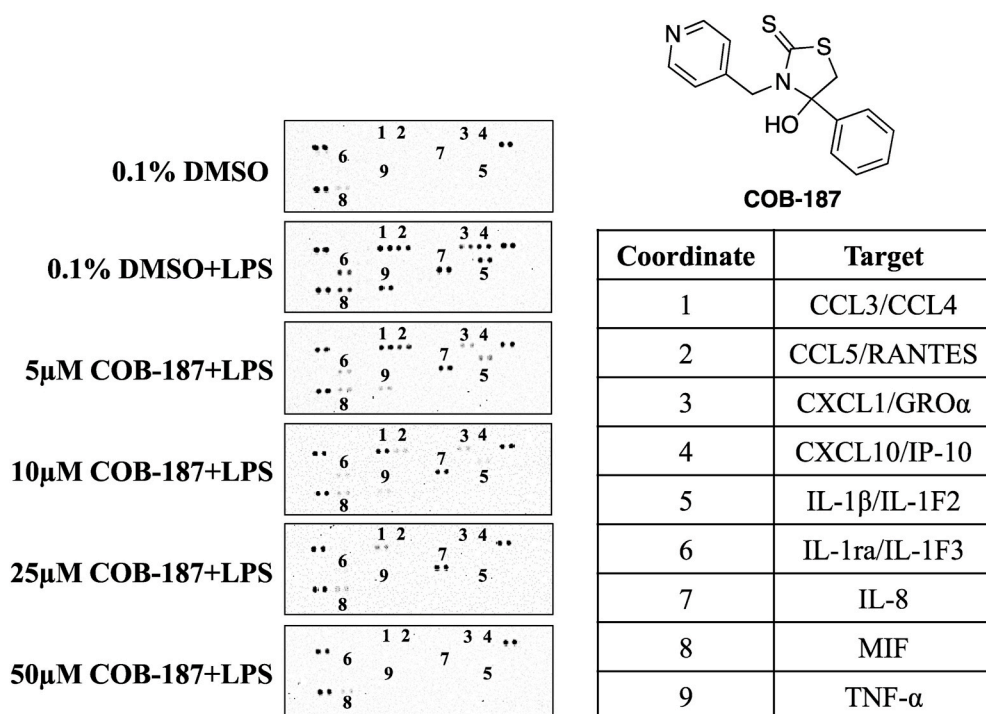 N
S
S
N
HO
COB-187
0.1% DMSO
1 2 3 4
6 7
9 5
8
0.1% DMSO+LPS
1 2 3 4
6 7
9 5
8
5µM COB-187+LPS
1 2 3 4
6 7
9 5
8
10µM COB-187+LPS
1 2 3 4
6 7
9 5
8
25µM COB-187+LPS
1 2 3 4
6 7
9 5
8
50µM COB-187+LPS
1 2 3 4
6 7
9 5
8
Coordinate Target
1 CCL3/CCL4
2 CCL5/RANTES
3 CXCL1/GROα
4 CXCL10/IP-10
5 IL-1β/IL-1F2
6 IL-1ra/IL-1F3
7 IL-8
8 MIF
9 TNF-α